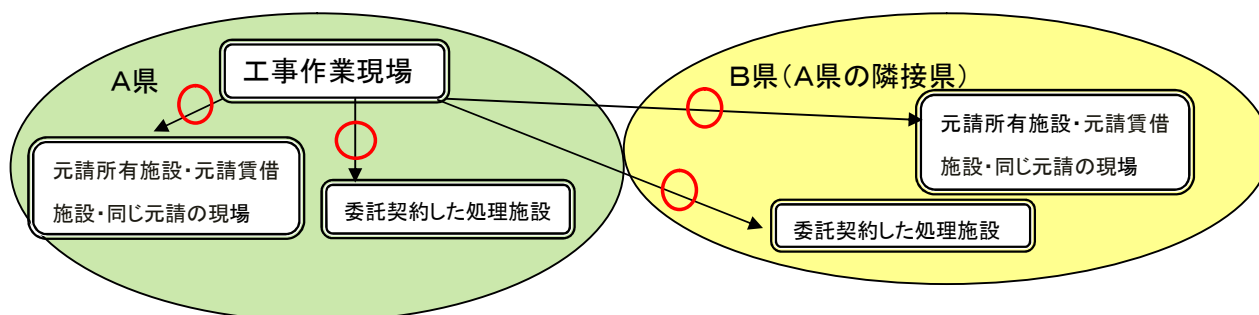 A県
工事作業現場
元請所有施設・元請賃借
施設・同じ元請の現場
委託契約した処理施設
B県(A県の隣接県)
元請所有施設・元請賃借
施設・同じ元請の現場
委託契約した処理施設